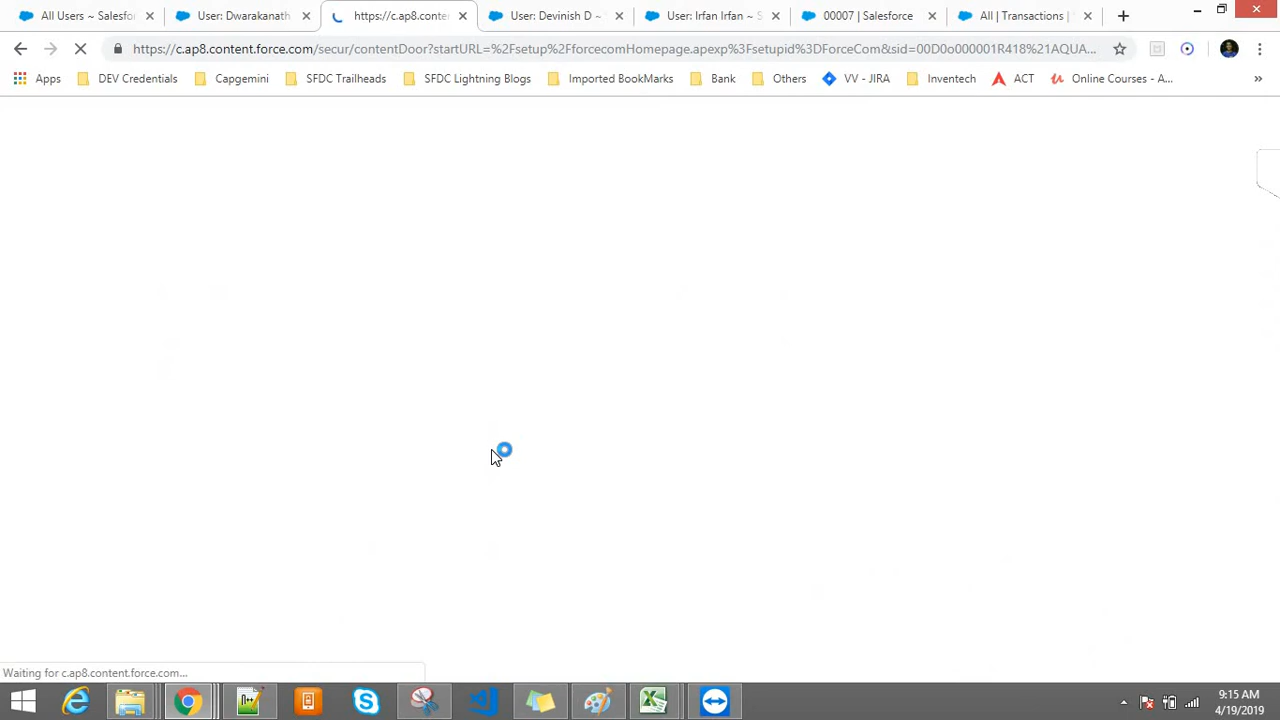 All Users ~ Salesfo
User: Dwarakanath
https://c.ap8.conter
User: Devinish D ~ S
User: Irfan Irfan ~ S
00007 | Salesforce
All | Transactions | V
https://c.ap8.content.force.com/secur/contentDoor?startURL=%2Fsetup%2FforcecomHomepage.apexp%3Fsetupid%3DForceCom&sid=00D0o000001R418%21AQUA...
Apps
DEV Credentials
Capgemini
SFDC Trailheads
SFDC Lightning Blogs
Imported BookMarks
Bank
Others
VV - JIRA
Inventech
ACT
Online Courses - A...
»
Waiting for c.ap8.content.force.com...
9:15 AM
4/19/2019